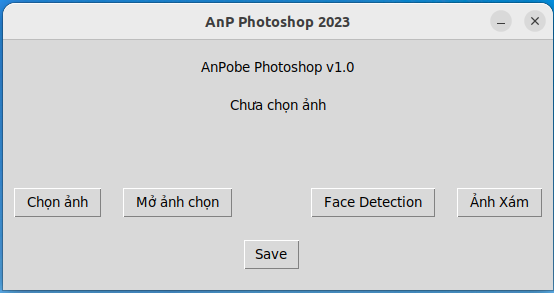 AnP Photoshop 2023
AnPobe Photoshop v1.0
Chưa chọn ảnh
Chọn ảnh Mở ảnh chọn Face Detection Ảnh Xám
Save